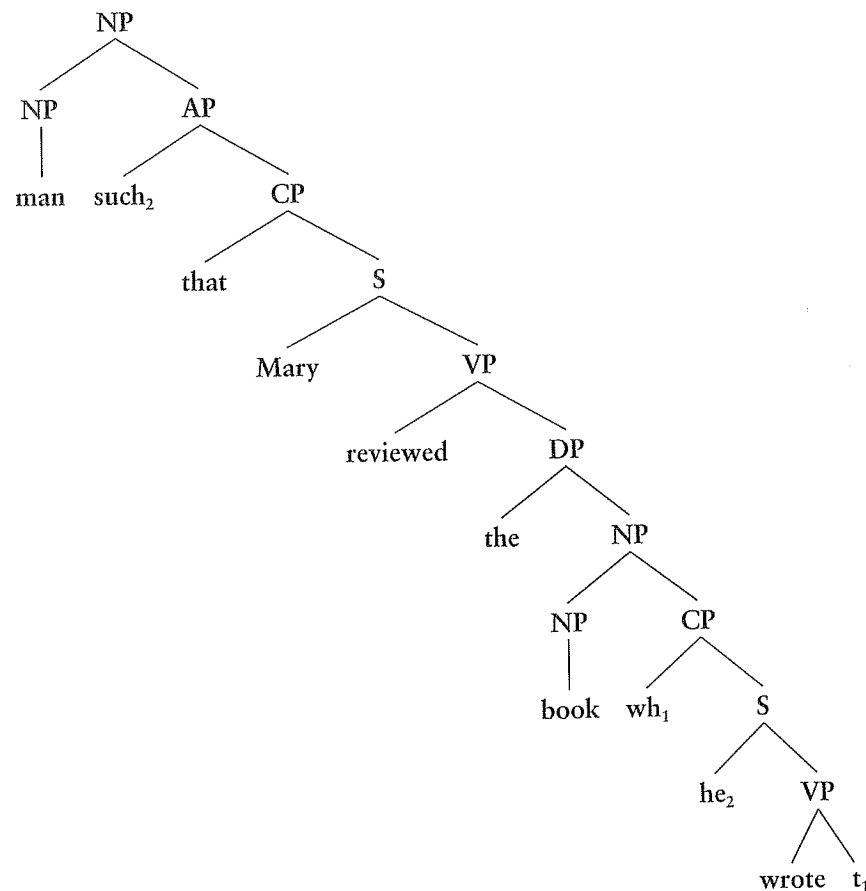 NP
NP AP
man such₂ CP
that S
Mary VP
reviewed DP
the NP
NP CP
book wh₁ S
he₂ VP
wrote t₁